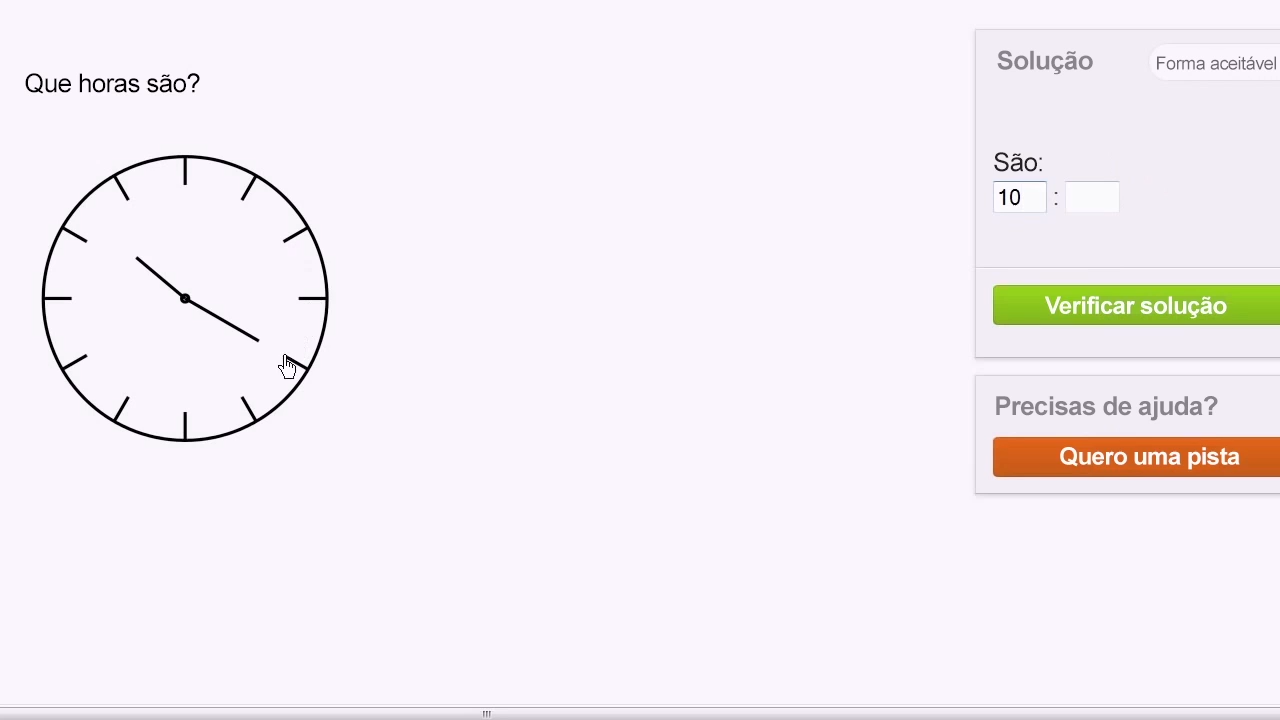 Que horas são?
Solução
Forma aceitável
São:
10 :
Verificar solução
Precisas de ajuda?
Quero uma pista